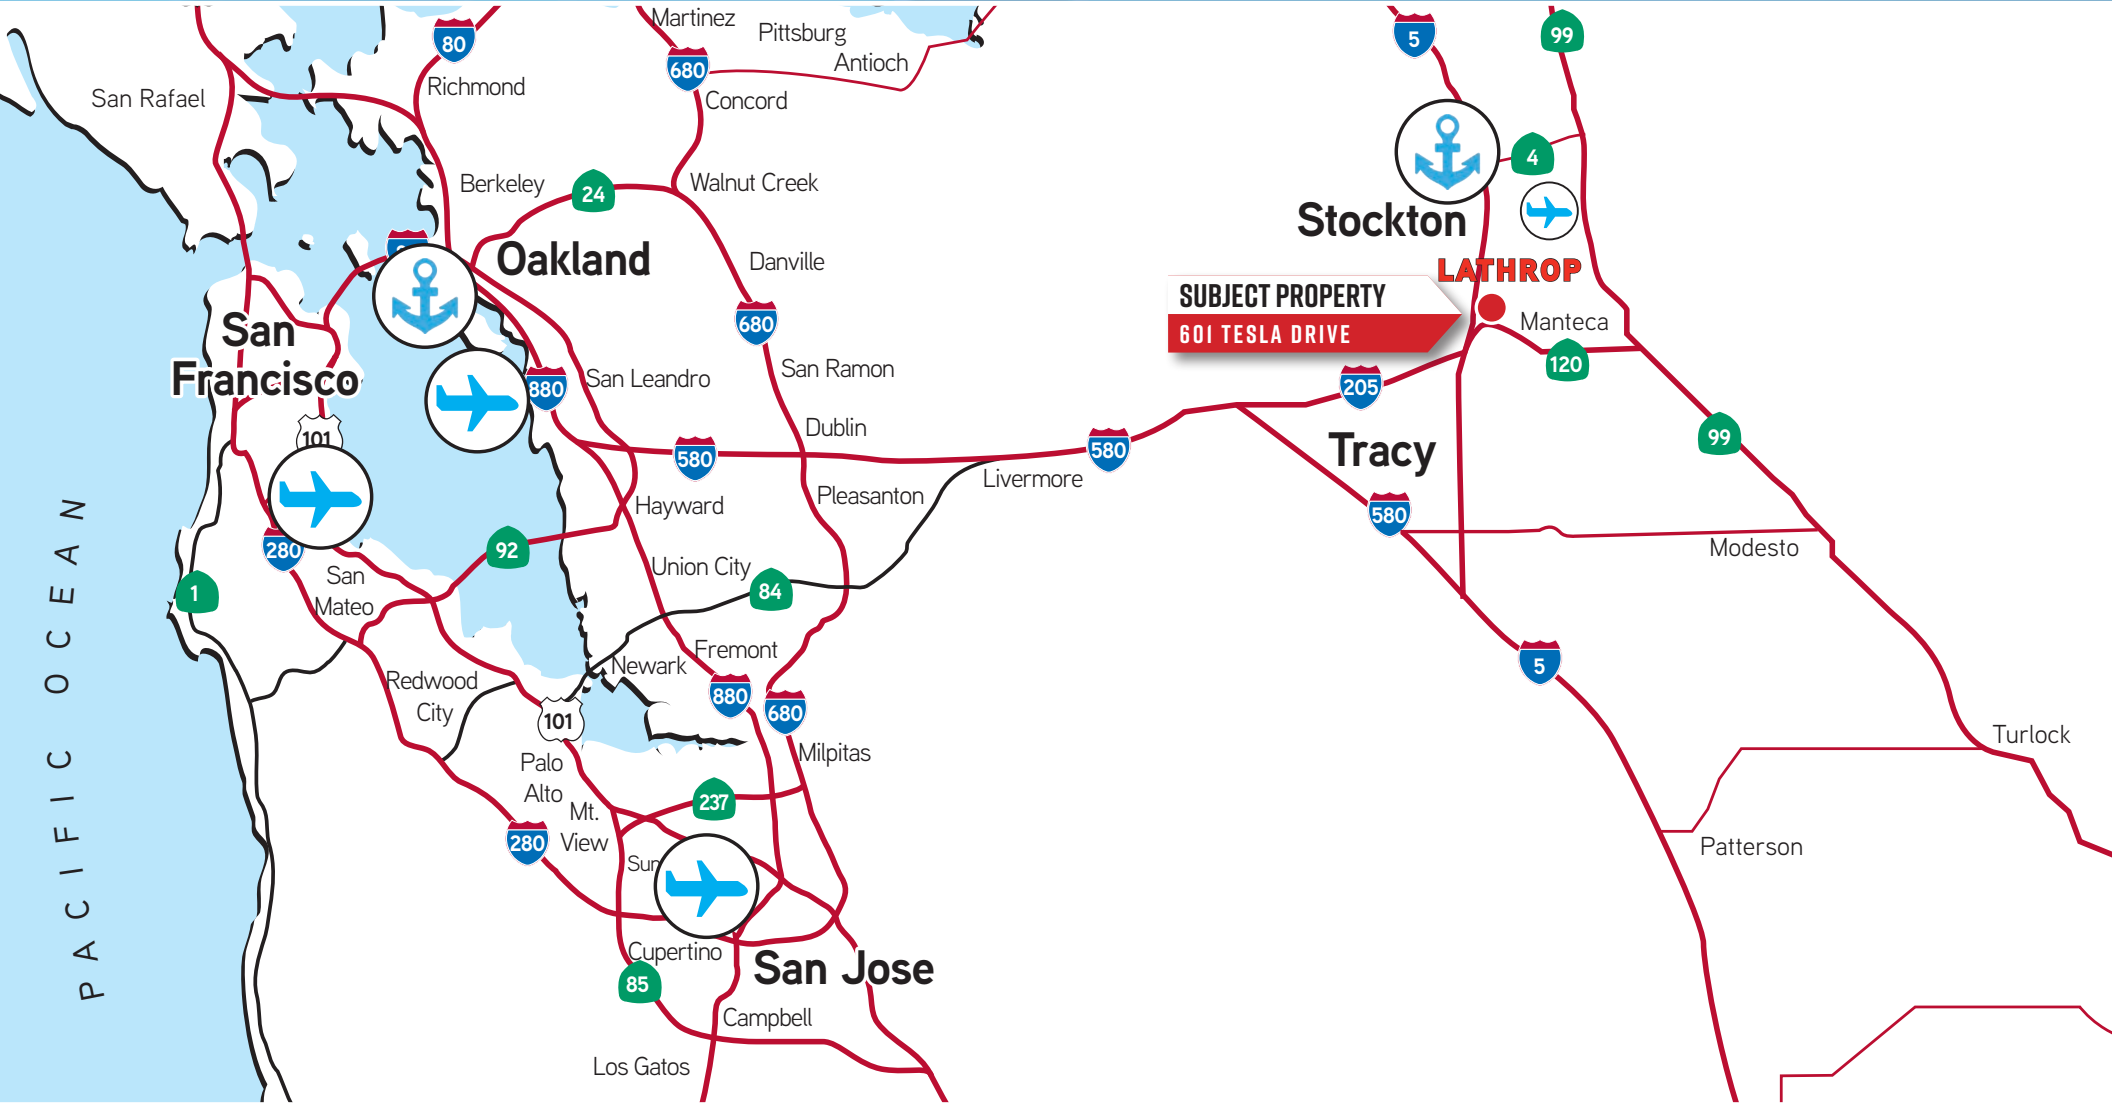 Martinez
Pittsburg
Antioch
80
680
5
99
Richmond
San Rafael
Concord
4
Berkeley
24
Walnut Creek
Stockton
Oakland
Danville
LATHROP
SUBJECT PROPERTY
601 TESLA DRIVE
Manteca
San
Francisco
680
120
San Ramon
San Leandro
880
205
Dublin
101
99
580
580
Tracy
Livermore
Pleasanton
Hayward
580
PACIFIC OCEAN
280
92
Modesto
Union City
84
San
Mateo
1
Fremont
Newark
5
Redwood
City
880
680
101
Turlock
Milpitas
Palo
Alto
237
Mt.
View
280
Patterson
Sun
Cupertino
San Jose
85
Campbell
Los Gatos